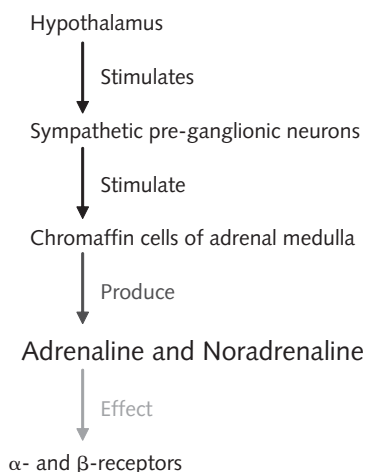 Hypothalamus
Stimulates
Sympathetic pre-ganglionic neurons
Stimulate
Chromaffin cells of adrenal medulla
Produce
Adrenaline and Noradrenaline
Effect
α- and β-receptors